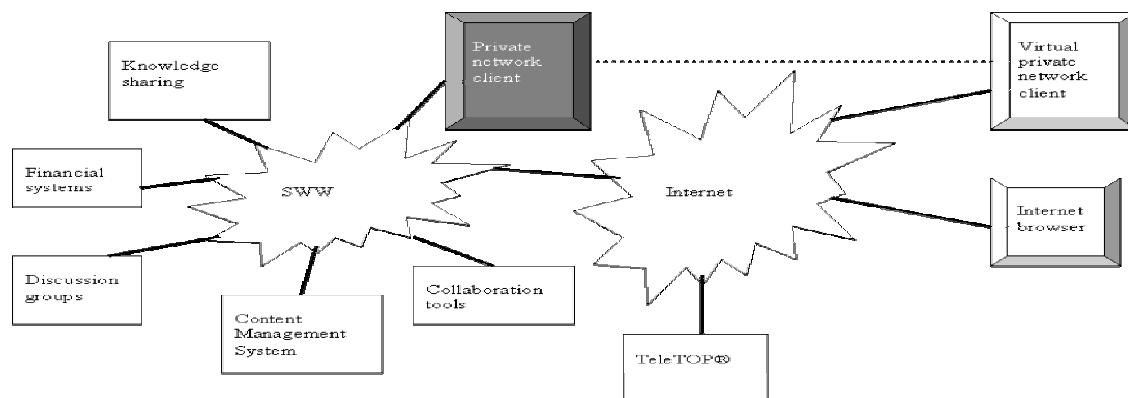 Knowledge
sharing
Private
network
client
Virtual
private
network
client
Financial
systems
SWW
Internet
Internet
browser
Discussion
groups
Content
Management
System
Collaboration
tools
TeleTOP®